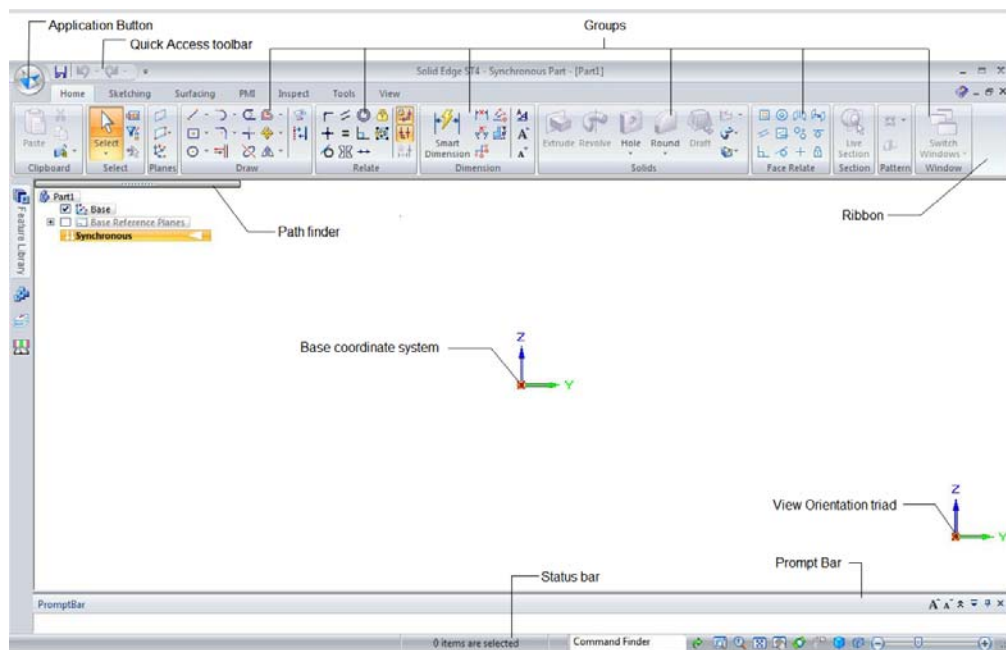 Application Button
Groups
Quick Access toolbar
Solid Edge ST4 - Synchronous Part - [Part1]
Home Sketching Surfacing PMI Inspect Tools View
Paste Select Smart Dimension Extrude Revolve Hole Round Draft Live Section Switch Windows
Clipboard Select Planes Draw Relate Dimension Solids Face Relate Section Pattern Window
Part1
Base
Base Reference Planes
Synchronous
Feature Library
Path finder
Ribbon
Base coordinate system
Z
Y
Z
View Orientation triad
Y
Prompt Bar
Status bar
PromptBar
0 items are selected Command Finder